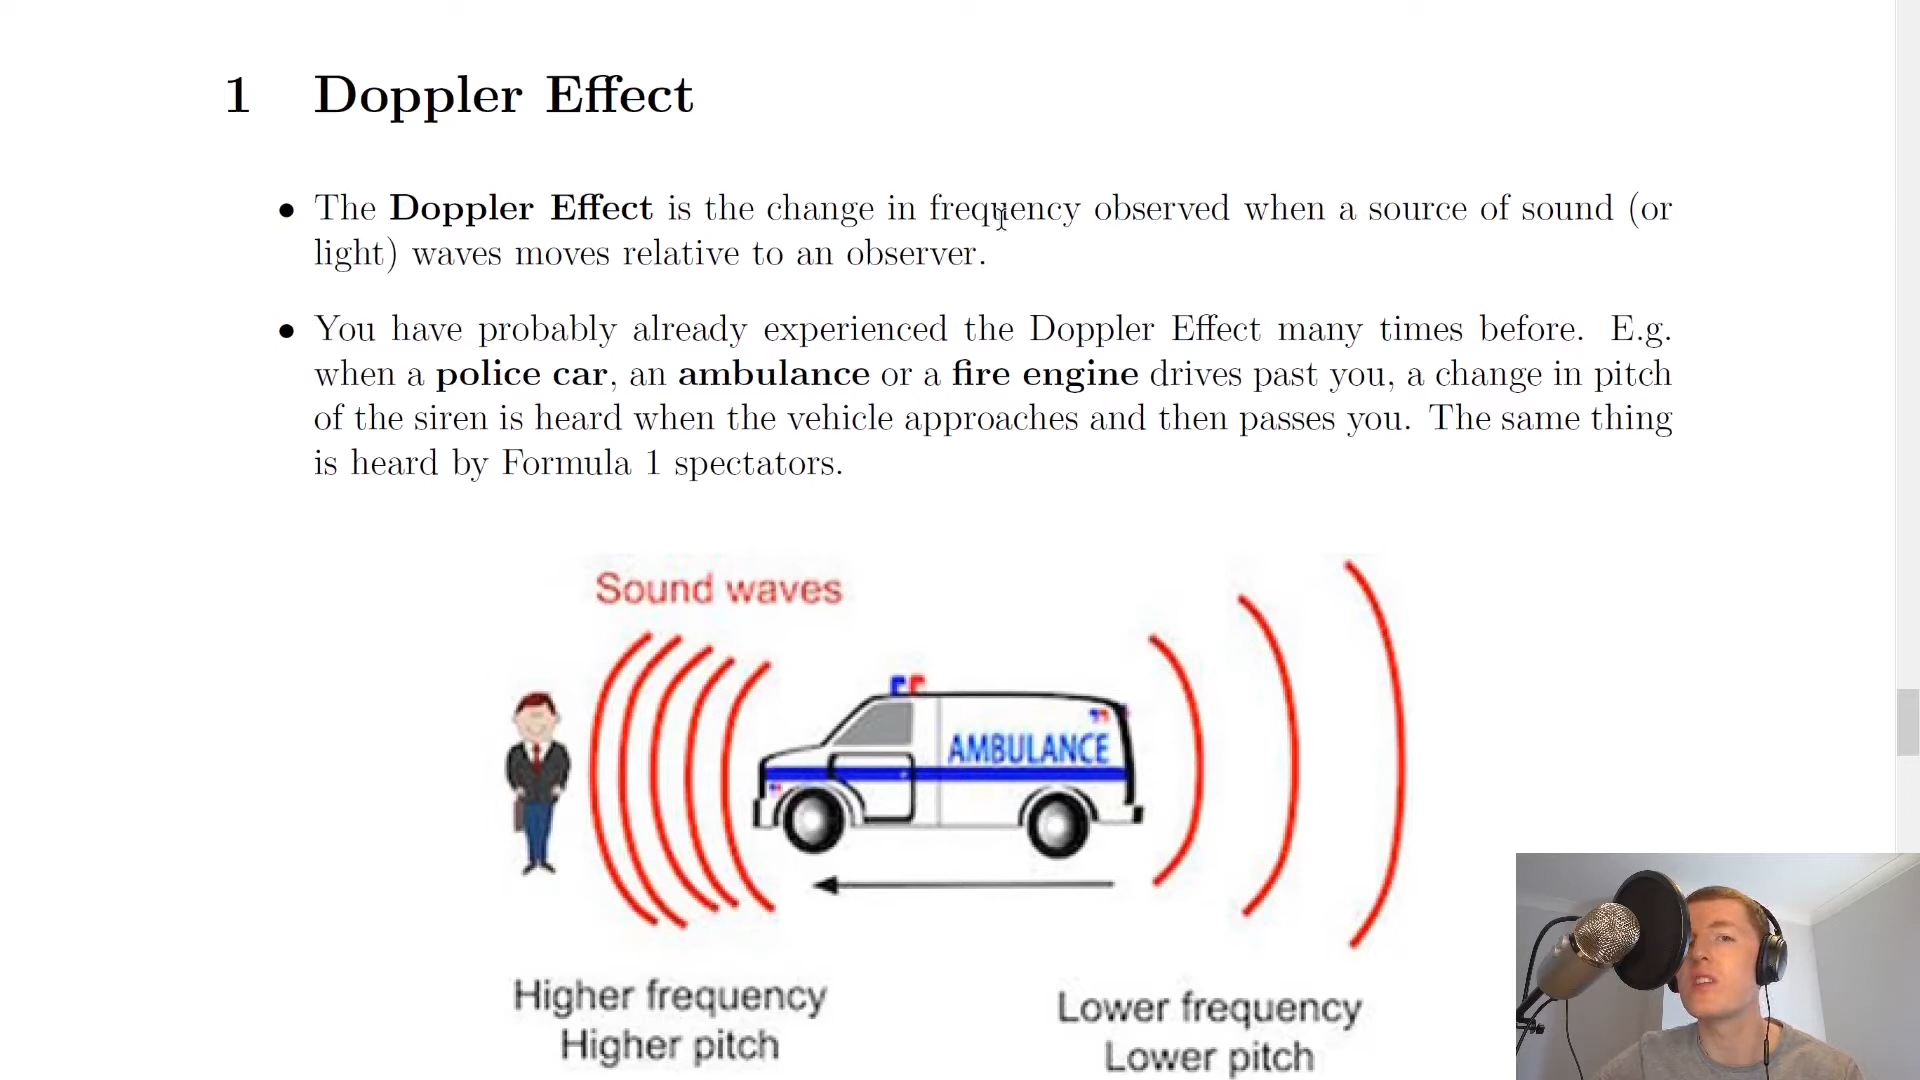 1 Doppler Effect
• The Doppler Effect is the change in frequency observed when a source of sound (or
light) waves moves relative to an observer.
• You have probably already experienced the Doppler Effect many times before. E.g.
when a police car, an ambulance or a fire engine drives past you, a change in pitch
of the siren is heard when the vehicle approaches and then passes you. The same thing
is heard by Formula 1 spectators.
Sound waves
AMBULANCE
Higher frequency
Higher pitch
Lower frequency
Lower pitch